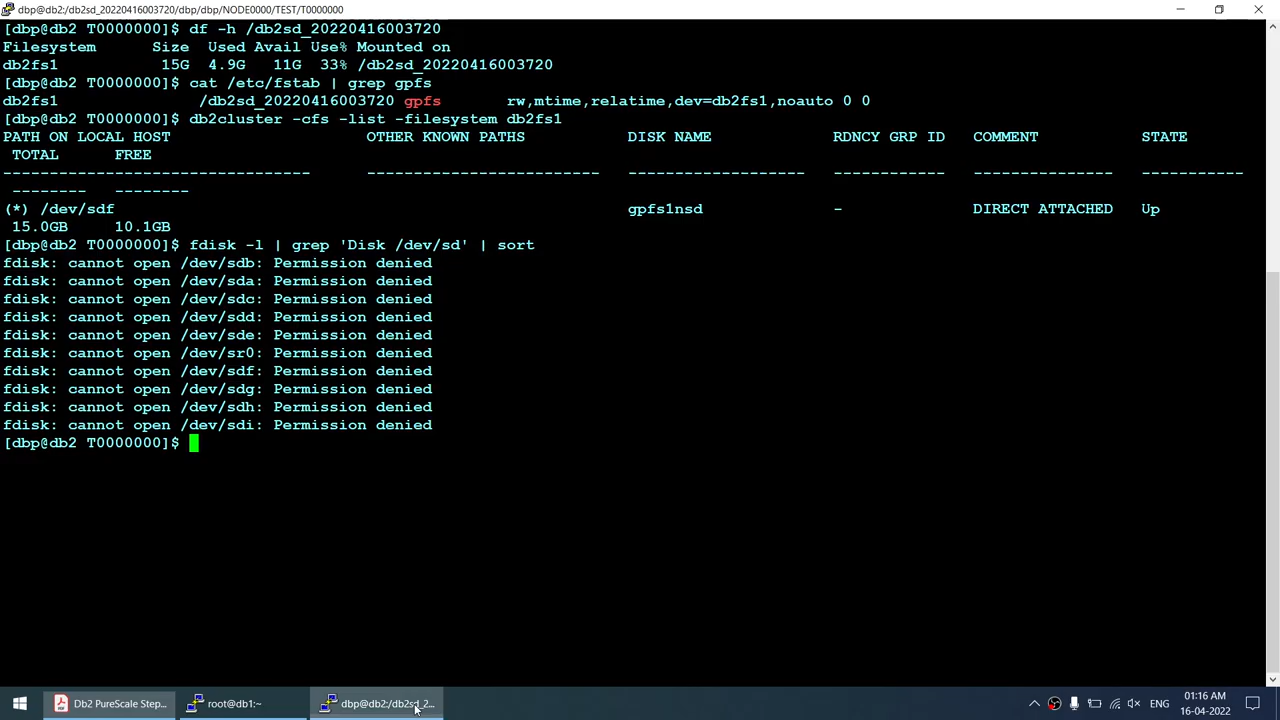 dbp@db2:/db2sd_20220416003720/dbp/dbp/NODE0000/TEST/T0000000
[dbp@db2 T0000000]$ df -h /db2sd_20220416003720
Filesystem      Size  Used Avail Use% Mounted on
db2fs1           15G  4.9G   11G  33% /db2sd_20220416003720
[dbp@db2 T0000000]$ cat /etc/fstab | grep gpfs
db2fs1               /db2sd_20220416003720 gpfs       rw,mtime,relatime,dev=db2fs1,noauto 0 0
[dbp@db2 T0000000]$ db2cluster -cfs -list -filesystem db2fs1
PATH ON LOCAL HOST                     OTHER KNOWN PATHS           DISK NAME             RDNCY GRP ID   COMMENT           STATE
 TOTAL      FREE
---------------------------------      -------------------------   -------------------   ------------   ---------------   -----------
 --------   --------
(*) /dev/sdf                                                       gpfs1nsd              -              DIRECT ATTACHED   Up
 15.0GB     10.1GB
[dbp@db2 T0000000]$ fdisk -l | grep 'Disk /dev/sd' | sort
fdisk: cannot open /dev/sdb: Permission denied
fdisk: cannot open /dev/sda: Permission denied
fdisk: cannot open /dev/sdc: Permission denied
fdisk: cannot open /dev/sdd: Permission denied
fdisk: cannot open /dev/sde: Permission denied
fdisk: cannot open /dev/sr0: Permission denied
fdisk: cannot open /dev/sdf: Permission denied
fdisk: cannot open /dev/sdg: Permission denied
fdisk: cannot open /dev/sdh: Permission denied
fdisk: cannot open /dev/sdi: Permission denied
[dbp@db2 T0000000]$
Db2 PureScale Step...
root@db1:~
dbp@db2:/db2sd_2...
ENG
01:16 AM
16-04-2022